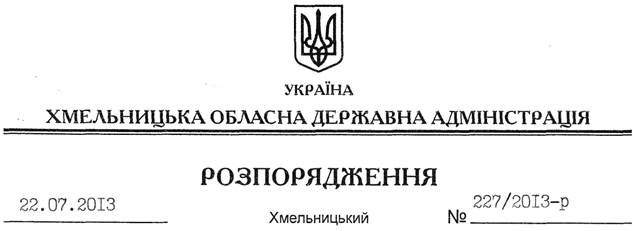 УКРАЇНА
ХМЕЛЬНИЦЬКА ОБЛАСНА ДЕРЖАВНА АДМІНІСТРАЦІЯ
РОЗПОРЯДЖЕННЯ
22.07.2013 Хмельницький № 227/2013-р